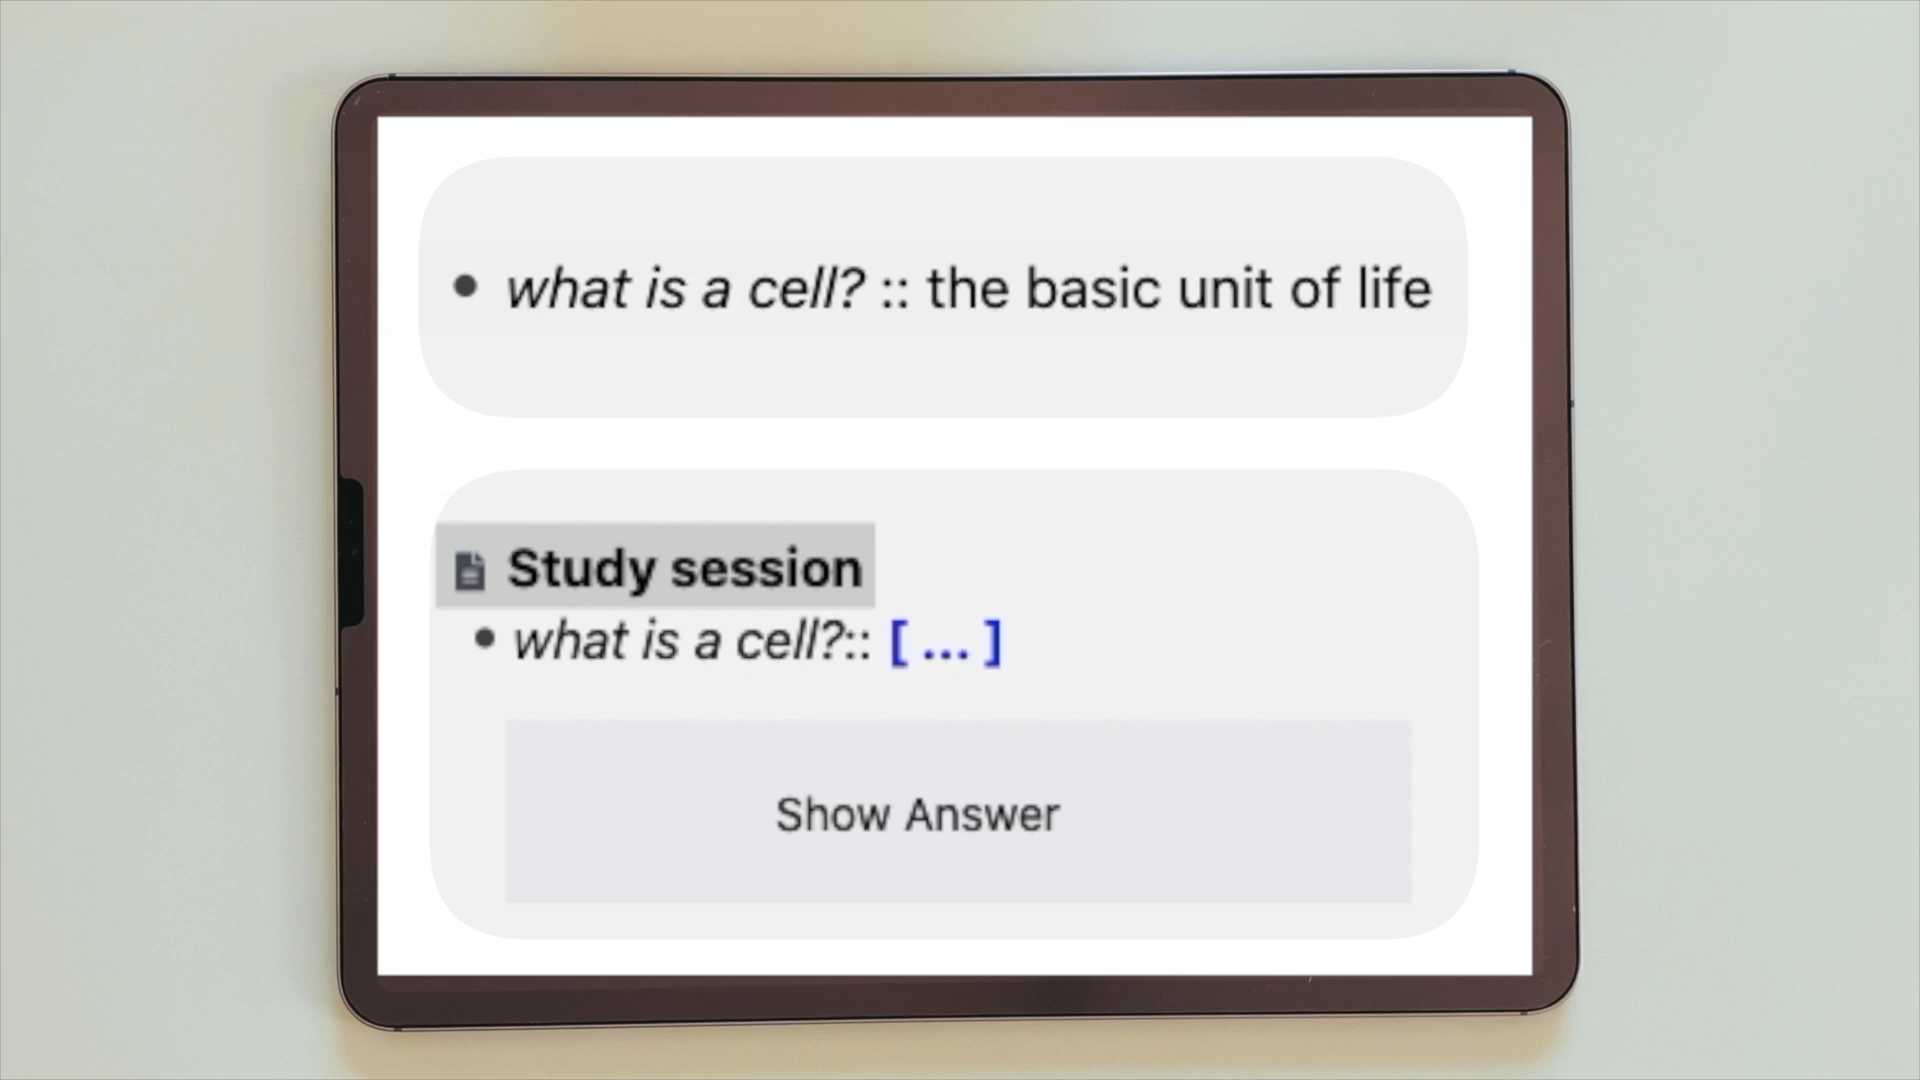 • what is a cell? :: the basic unit of life
Study session
• what is a cell?:: [ ... ]
Show Answer